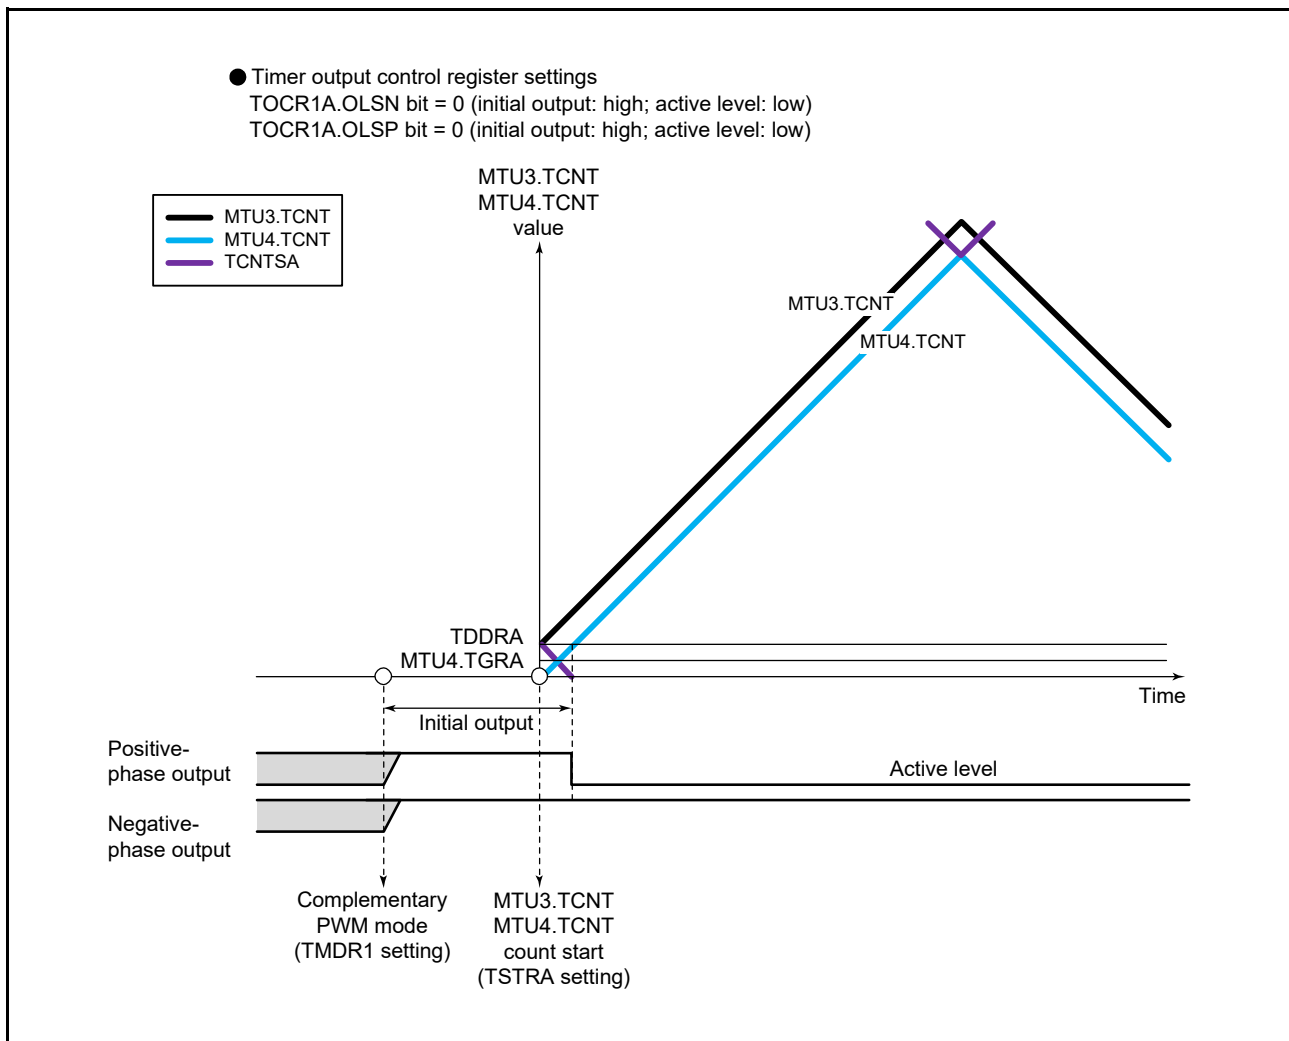 ● Timer output control register settings
TOCR1A.OLSN bit = 0 (initial output: high; active level: low)
TOCR1A.OLSP bit = 0 (initial output: high; active level: low)
MTU3.TCNT
MTU4.TCNT
value
MTU3.TCNT
MTU4.TCNT
TCNTSA
MTU3.TCNT
MTU4.TCNT
TDDRA
MTU4.TGRA
Time
Initial output
Positive-
phase output
Active level
Negative-
phase output
Complementary
PWM mode
(TMDR1 setting)
MTU3.TCNT
MTU4.TCNT
count start
(TSTRA setting)